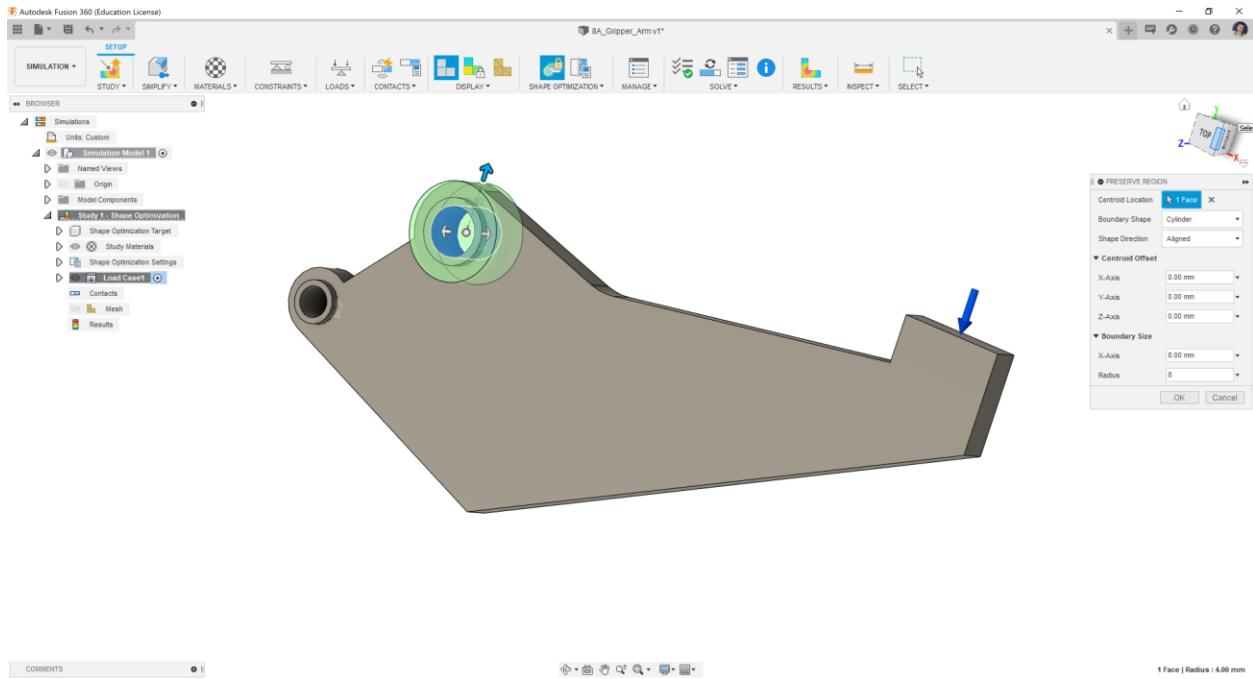 Autodesk Fusion 360 (Education License)
8A_Gripper_Arm v1*
SETUP
SIMULATION
STUDY
SIMPLIFY
MATERIALS
CONSTRAINTS
LOADS
CONTACTS
DISPLAY
SHAPE OPTIMIZATION
MANAGE
SOLVE
RESULTS
INSPECT
SELECT
BROWSER
Simulations
Units: Custom
Simulation Model 1
Named Views
Origin
Model Components
Study 1 - Shape Optimization
Shape Optimization Target
Study Materials
Shape Optimization Settings
Load Case1
Contacts
Mesh
Results
Y
TOP
Z
X
Sele
PRESERVE REGION
Centroid Location 1 Face
Boundary Shape Cylinder
Shape Direction Aligned
Centroid Offset
X-Axis 0.00 mm
Y-Axis 0.00 mm
Z-Axis 0.00 mm
Boundary Size
X-Axis 8.00 mm
Radius 8
OK Cancel
COMMENTS
1 Face | Radius : 4.00 mm